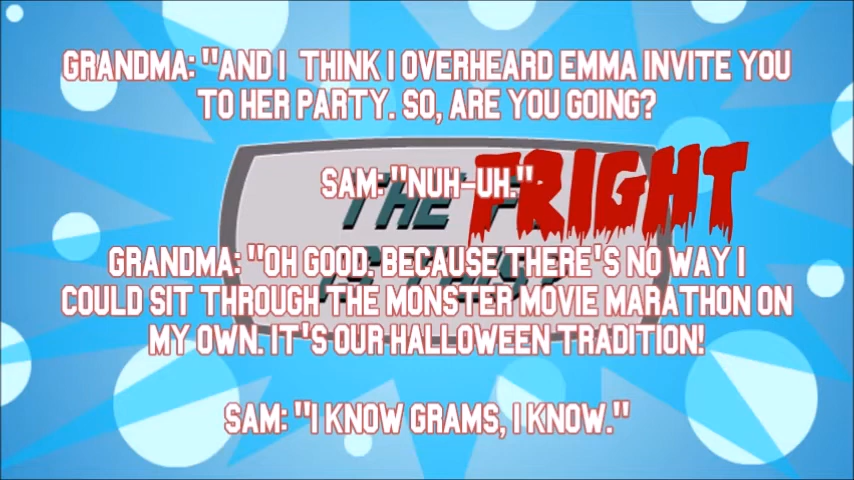 GRANDMA: "AND I THINK I OVERHEARD EMMA INVITE YOU
TO HER PARTY. SO, ARE YOU GOING?
SAM: "NUH-UH."
THE
FRIGHT
GRANDMA: "OH GOOD. BECAUSE THERE'S NO WAY I
COULD SIT THROUGH THE MONSTER MOVIE MARATHON ON
MY OWN. IT'S OUR HALLOWEEN TRADITION!
SAM: "I KNOW GRAMS, I KNOW."